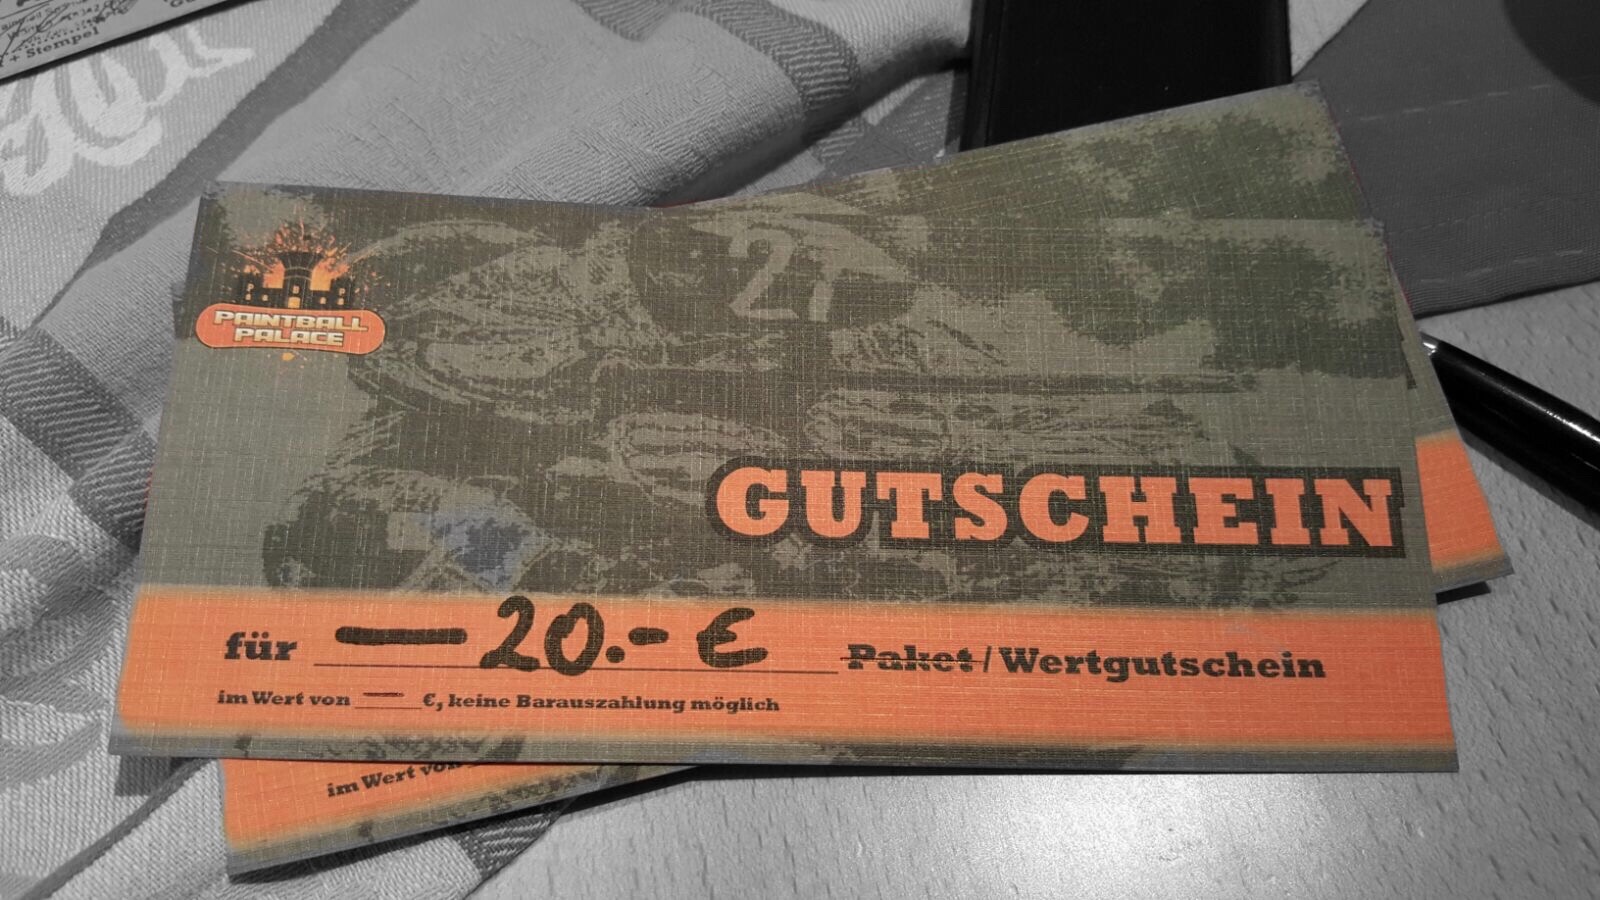 + Stempel
PAINTBALL
PALACE
21
GUTSCHEIN
für — 20.- € Paket / Wertgutschein
im Wert von — €, keine Barauszahlung möglich
im Wert von